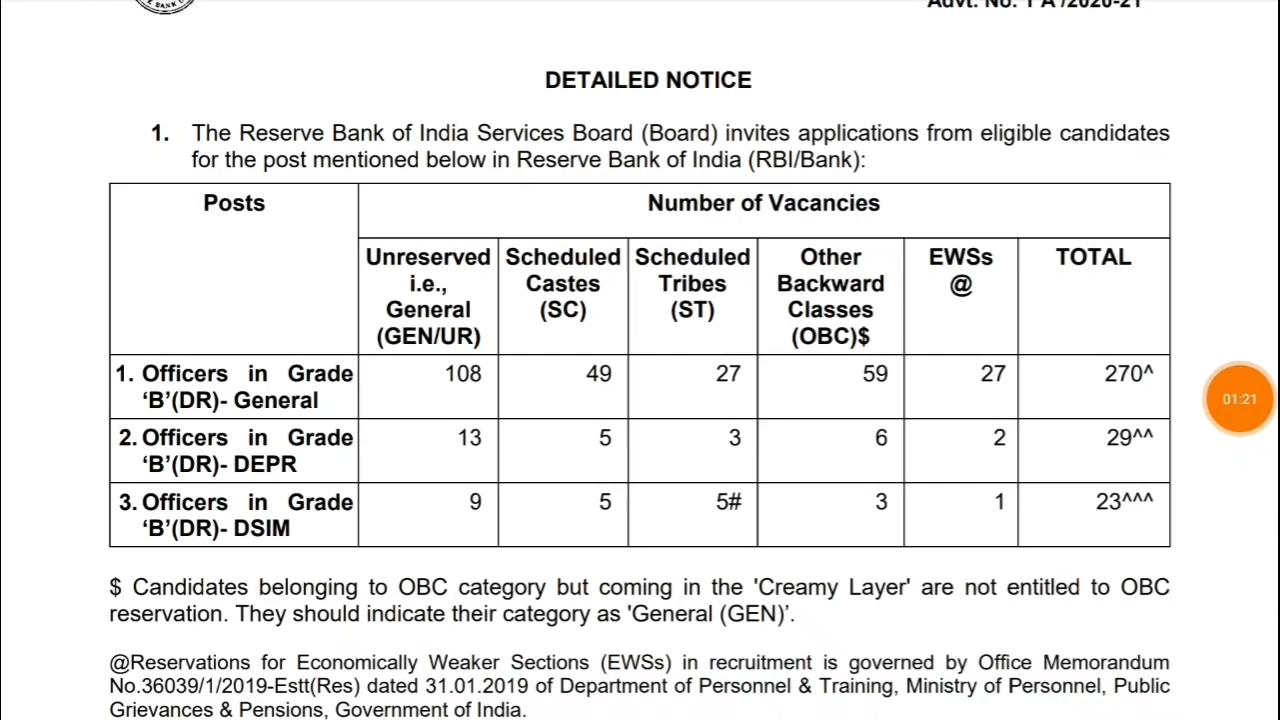 BANK
Advt. No. 1 A /2020-21
DETAILED NOTICE
1. The Reserve Bank of India Services Board (Board) invites applications from eligible candidates
for the post mentioned below in Reserve Bank of India (RBI/Bank):
Posts Number of Vacancies
Unreserved Scheduled Scheduled Other EWSs TOTAL
i.e., Castes Tribes Backward @
General (SC) (ST) Classes
(GEN/UR) (OBC)$
1. Officers in Grade 108 49 27 59 27 270^
‘B’(DR)- General
2. Officers in Grade 13 5 3 6 2 29^^
‘B’(DR)- DEPR
3. Officers in Grade 9 5 5# 3 1 23^^^
‘B’(DR)- DSIM
01:21
$ Candidates belonging to OBC category but coming in the 'Creamy Layer' are not entitled to OBC
reservation. They should indicate their category as 'General (GEN)’.
@Reservations for Economically Weaker Sections (EWSs) in recruitment is governed by Office Memorandum
No.36039/1/2019-Estt(Res) dated 31.01.2019 of Department of Personnel & Training, Ministry of Personnel, Public
Grievances & Pensions, Government of India.